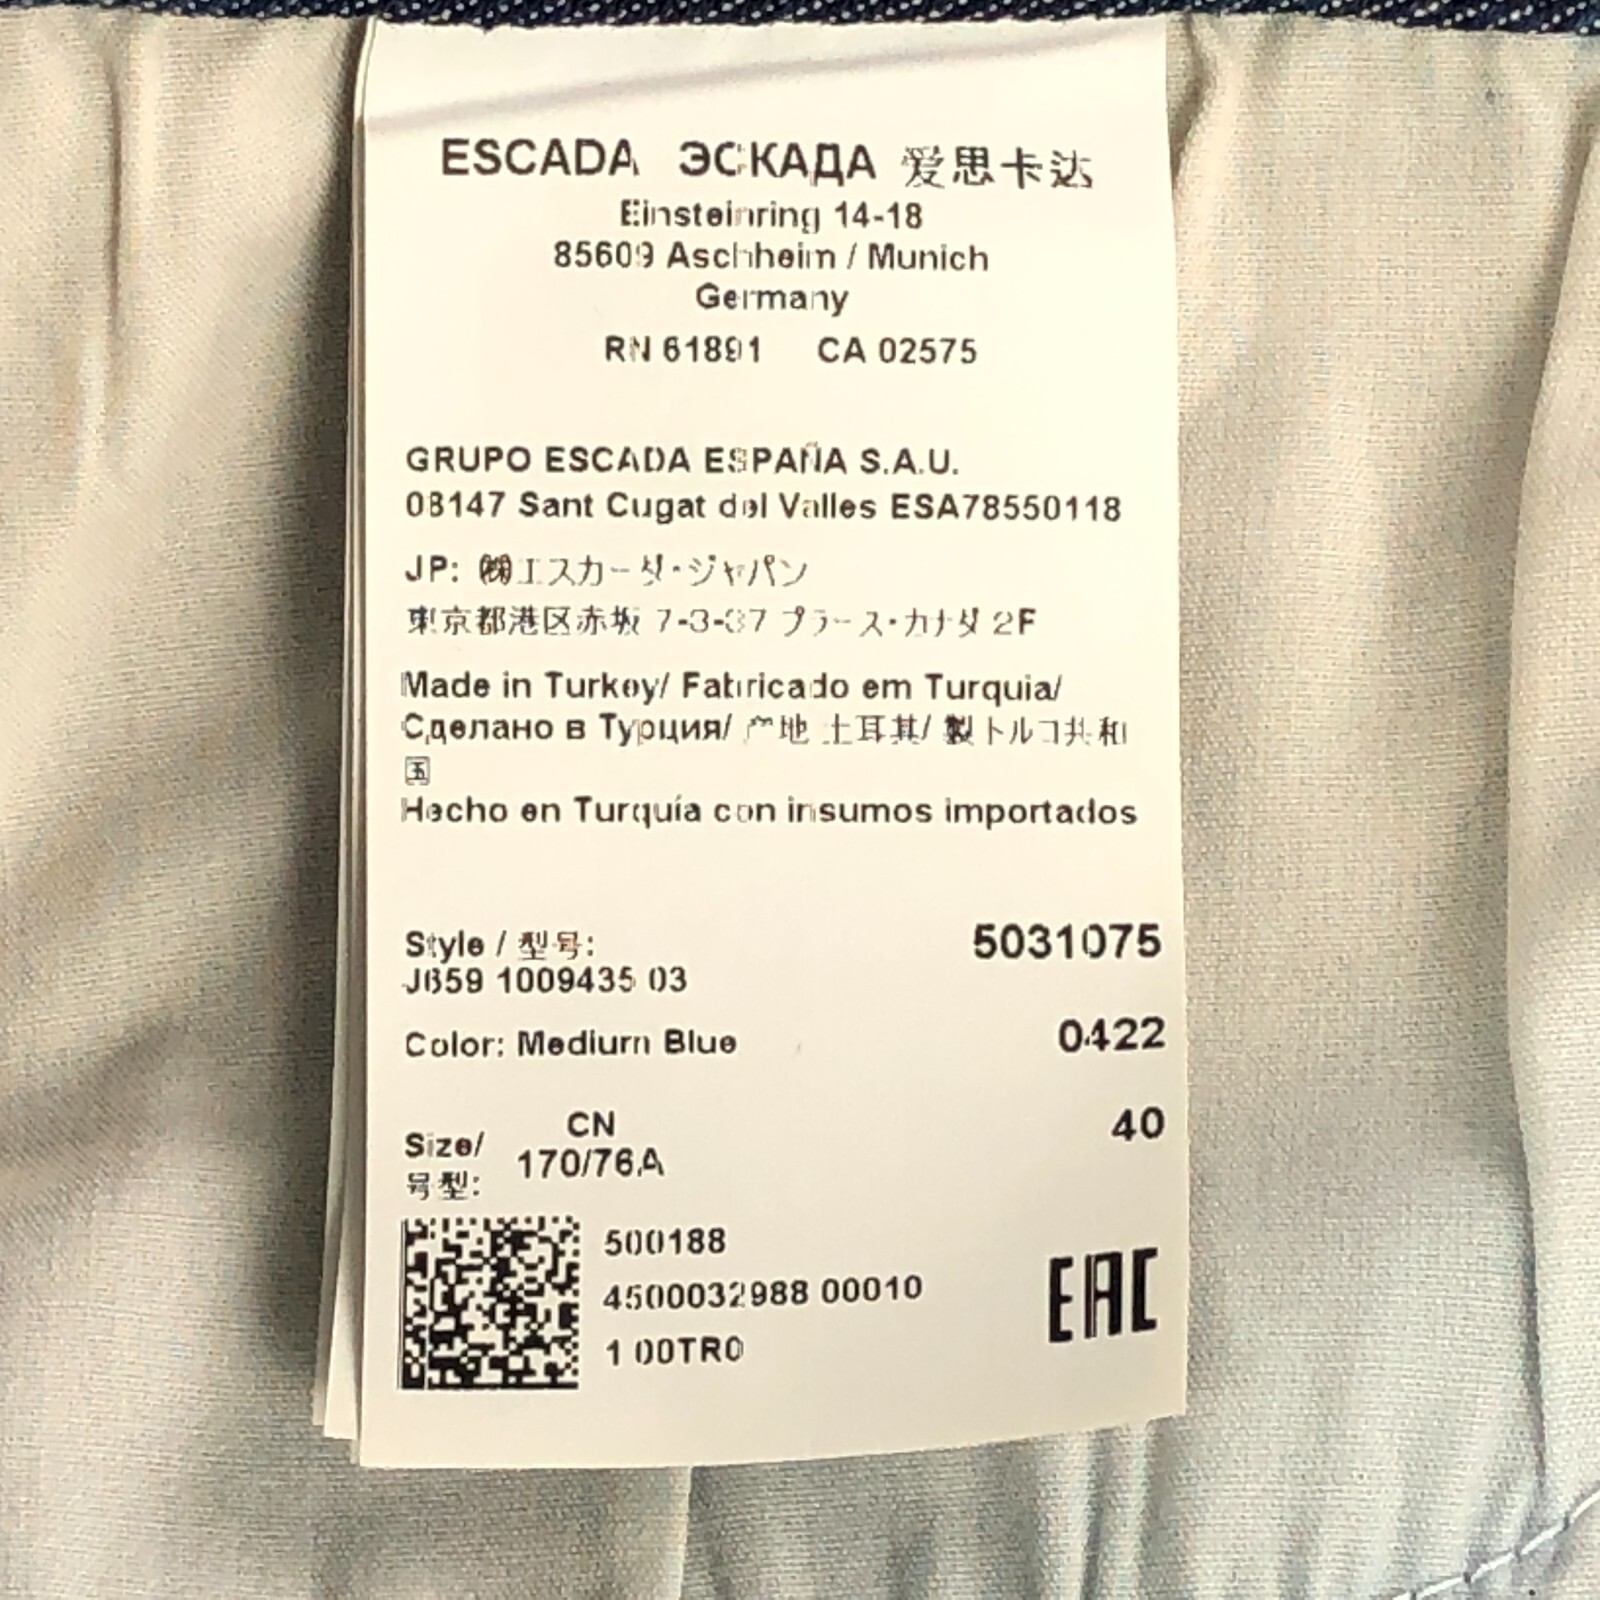 ESCADA ЭСКАДА 爱思卡达
Einsteinring 14-18
85609 Aschheim / Munich
Germany
RN 61891 CA 02575
GRUPO ESCADA ESPAÑA S.A.U.
08147 Sant Cugat del Valles ESA78550118
JP: ㈱エスカーダ・ジャパン
東京都港区赤坂 7-3-37 プラース・カナダ 2F
Made in Turkey/ Fabricado em Turquia/
Сделано в Турция/ 产地 土耳其/ 製トルコ共和
国
Hecho en Turquía con insumos importados
Style / 型号: 5031075
J659 1009435 03
Color: Medium Blue 0422
CN 40
Size/ 170/76A
号型:
500188
4500032988 00010
1 00TR0
EAC